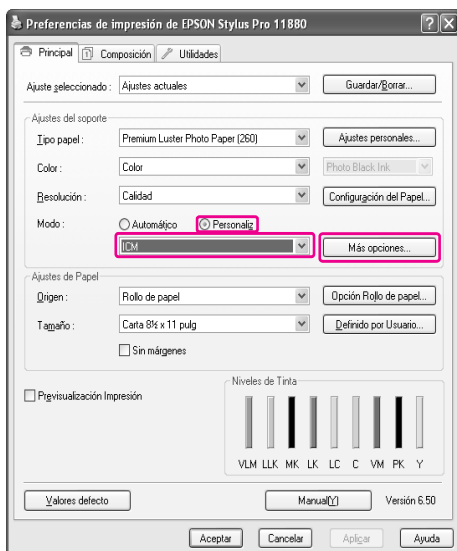 Preferencias de impresión de EPSON Stylus Pro 11880
Principal Composición Utilidades
Ajuste seleccionado : Ajustes actuales Guardar/Borrar...
Ajustes del soporte
Tipo papel : Premium Luster Photo Paper (260) Ajustes personales...
Color : Color Photo Black Ink
Resolución : Calidad Configuración del Papel...
Modo : Automático Personaliz
ICM Más opciones...
Ajustes de Papel
Origen : Rollo de papel Opción Rollo de papel...
Tamaño : Carta 8½ x 11 pulg Definido por Usuario...
Sin márgenes
Previsualización Impresión
Niveles de Tinta
VLM LLK MK LK LC C VM PK Y
Valores defecto Manual(Y) Versión 6.50
Aceptar Cancelar Aplicar Ayuda